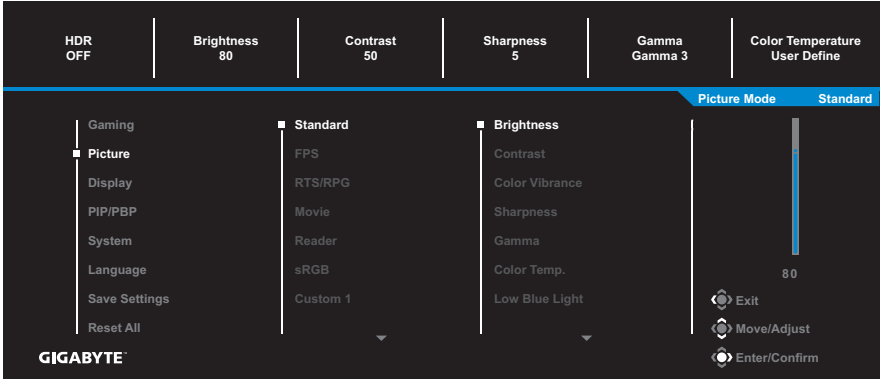 HDR
OFF
Brightness
80
Contrast
50
Sharpness
5
Gamma
Gamma 3
Color Temperature
User Define
Picture Mode Standard
Gaming
Picture
Display
PIP/PBP
System
Language
Save Settings
Reset All
Standard
FPS
RTS/RPG
Movie
Reader
sRGB
Custom 1
Brightness
Contrast
Color Vibrance
Sharpness
Gamma
Color Temp.
Low Blue Light
80
Exit
Move/Adjust
Enter/Confirm
GIGABYTE™